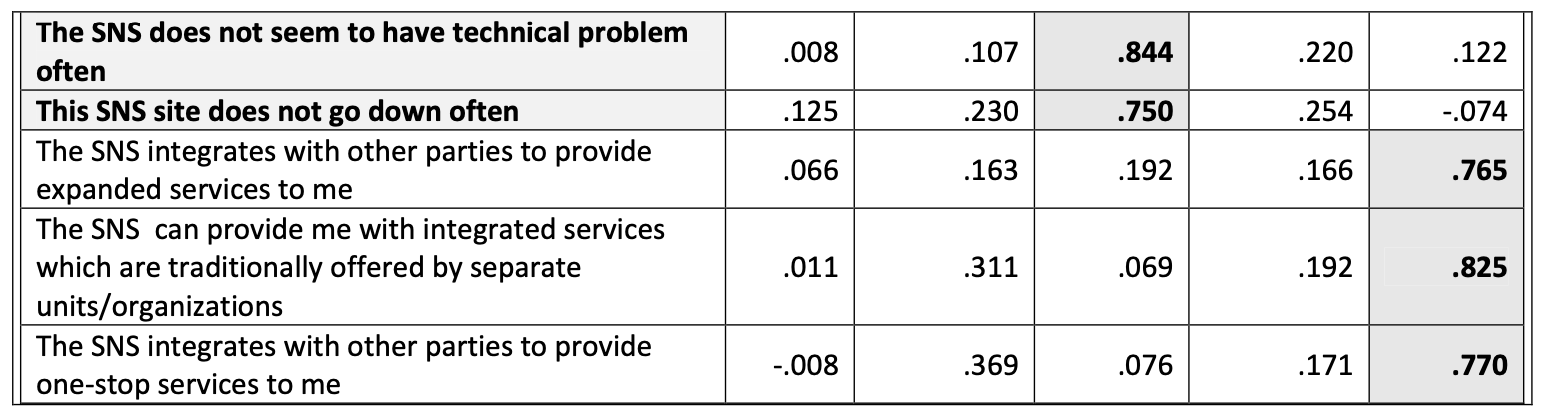 The SNS does not seem to have technical problem
often .008 .107 .844 .220 .122
This SNS site does not go down often .125 .230 .750 .254 -.074
The SNS integrates with other parties to provide
expanded services to me .066 .163 .192 .166 .765
The SNS can provide me with integrated services
which are traditionally offered by separate .011 .311 .069 .192 .825
units/organizations
The SNS integrates with other parties to provide
one-stop services to me -.008 .369 .076 .171 .770